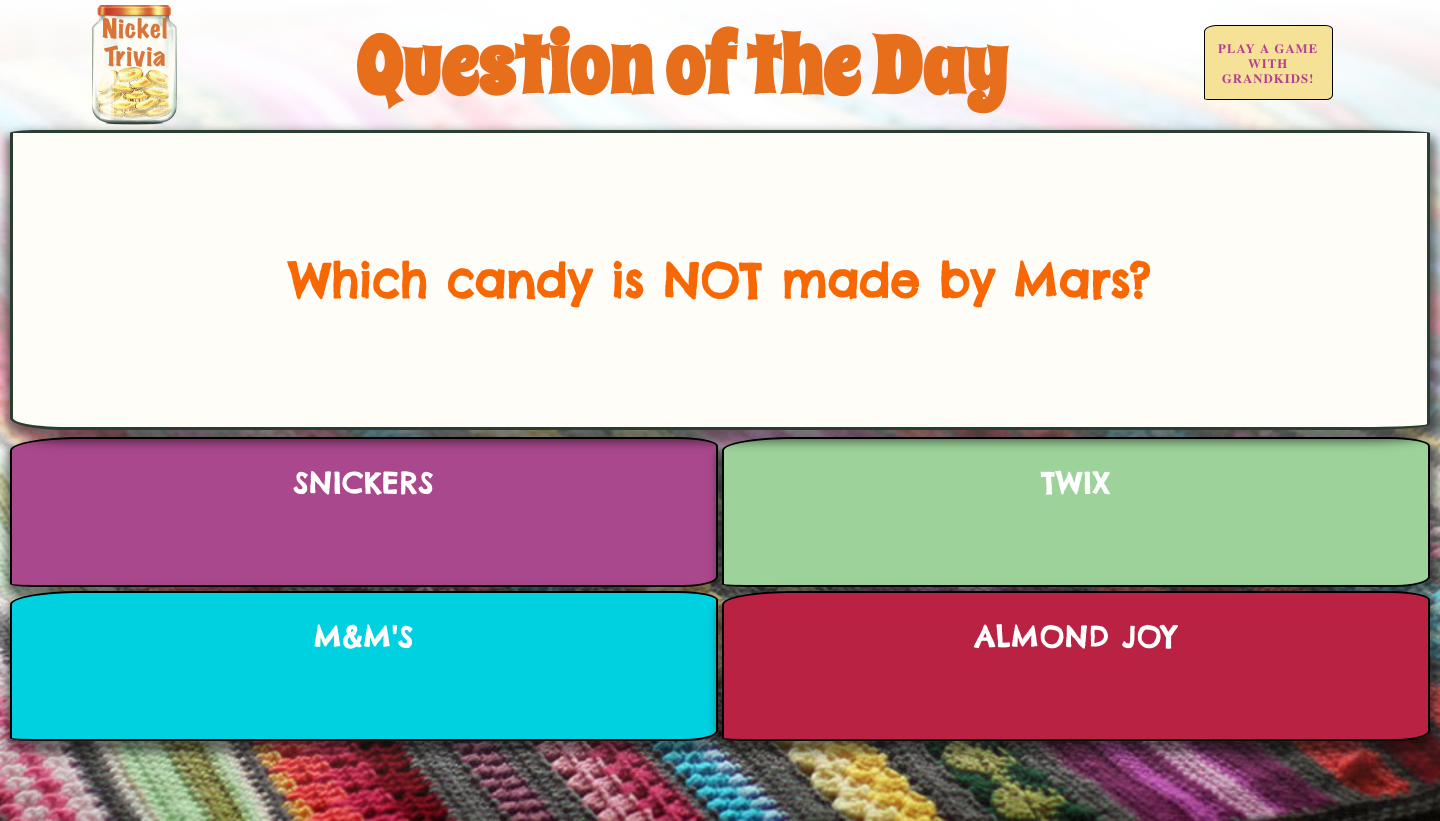 Nickel
Trivia
Question of the Day
PLAY A GAME
WITH
GRANDKIDS!
Which candy is NOT made by Mars?
SNICKERS
TWIX
M&M'S
ALMOND JOY